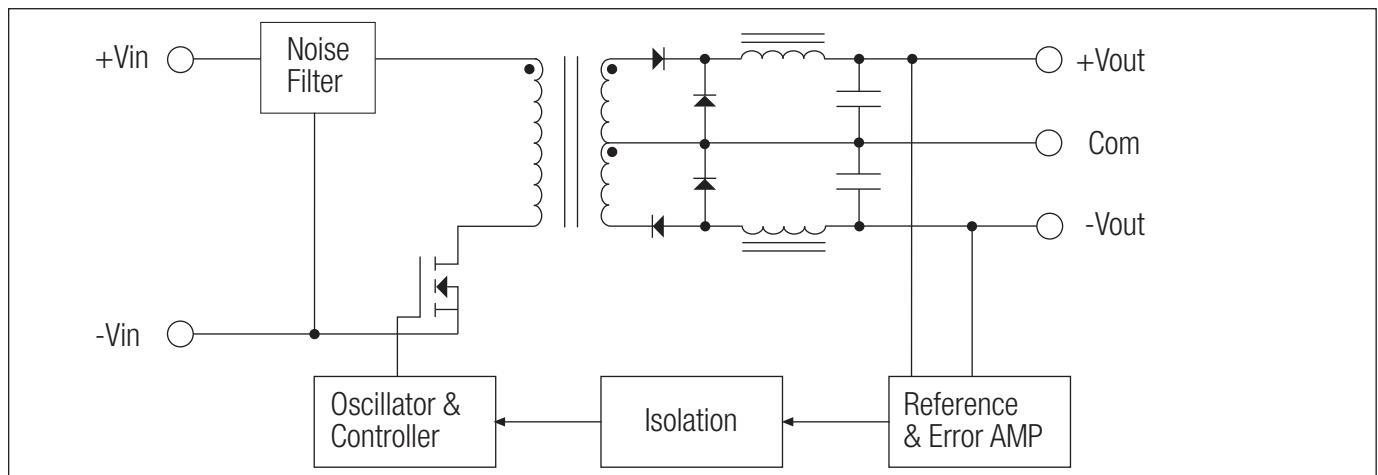 +Vin
Noise
Filter
+Vout
Com
-Vout
-Vin
Oscillator &
Controller
Isolation
Reference
& Error AMP